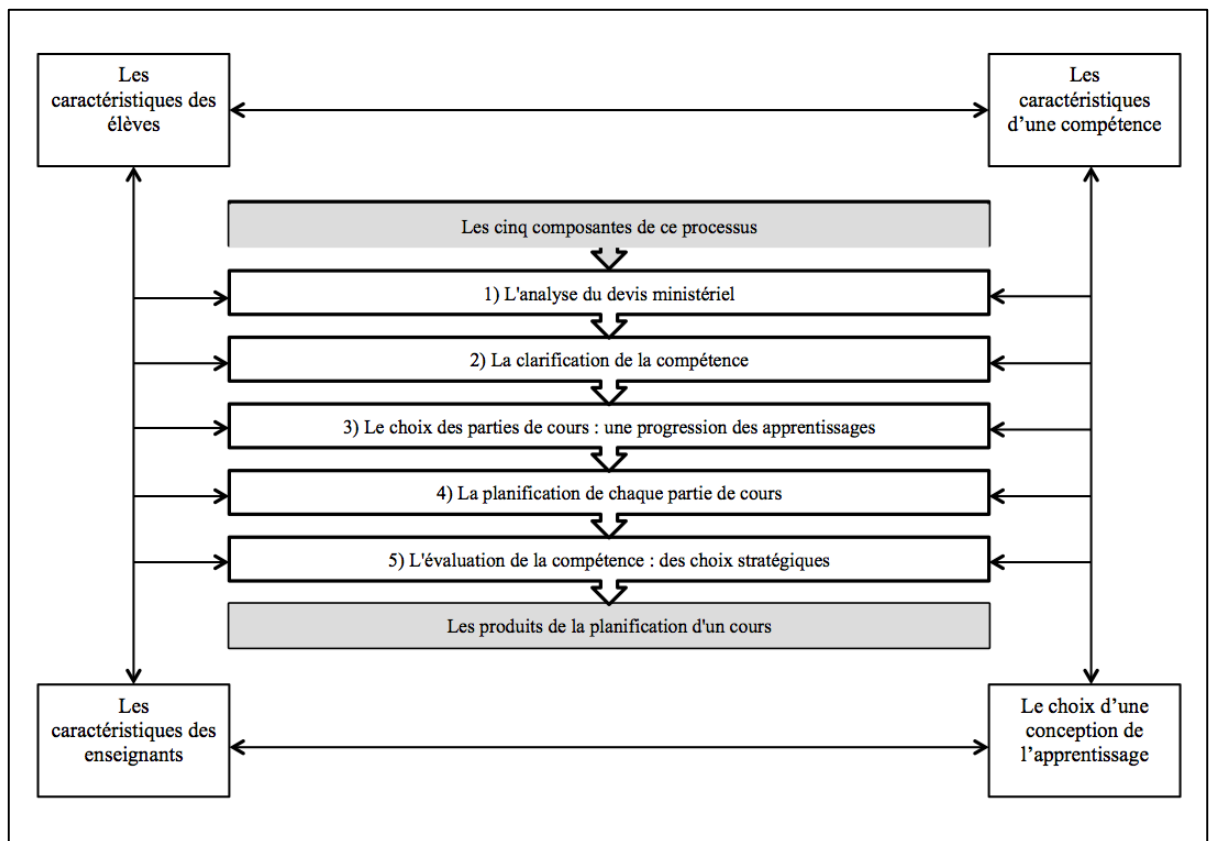 Les
caractéristiques des
élèves
Les
caractéristiques
d’une compétence
Les cinq composantes de ce processus
1) L'analyse du devis ministériel
2) La clarification de la compétence
3) Le choix des parties de cours : une progression des apprentissages
4) La planification de chaque partie de cours
5) L'évaluation de la compétence : des choix stratégiques
Les produits de la planification d'un cours
Les
caractéristiques des
enseignants
Le choix d’une
conception de
l’apprentissage